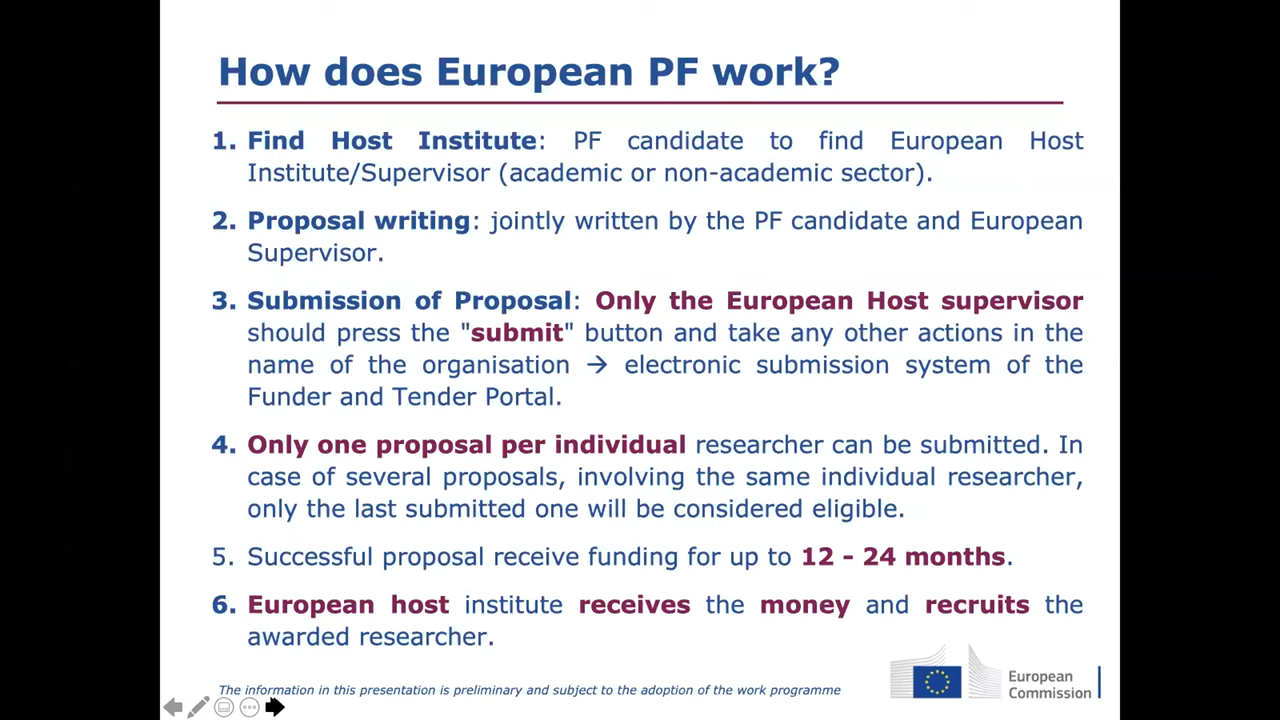 How does European PF work?
1. Find Host Institute: PF candidate to find European Host
Institute/Supervisor (academic or non-academic sector).
2. Proposal writing: jointly written by the PF candidate and European
Supervisor.
3. Submission of Proposal: Only the European Host supervisor
should press the "submit" button and take any other actions in the
name of the organisation → electronic submission system of the
Funder and Tender Portal.
4. Only one proposal per individual researcher can be submitted. In
case of several proposals, involving the same individual researcher,
only the last submitted one will be considered eligible.
5. Successful proposal receive funding for up to 12 - 24 months.
6. European host institute receives the money and recruits the
awarded researcher.
The information in this presentation is preliminary and subject to the adoption of the work programme
European
Commission